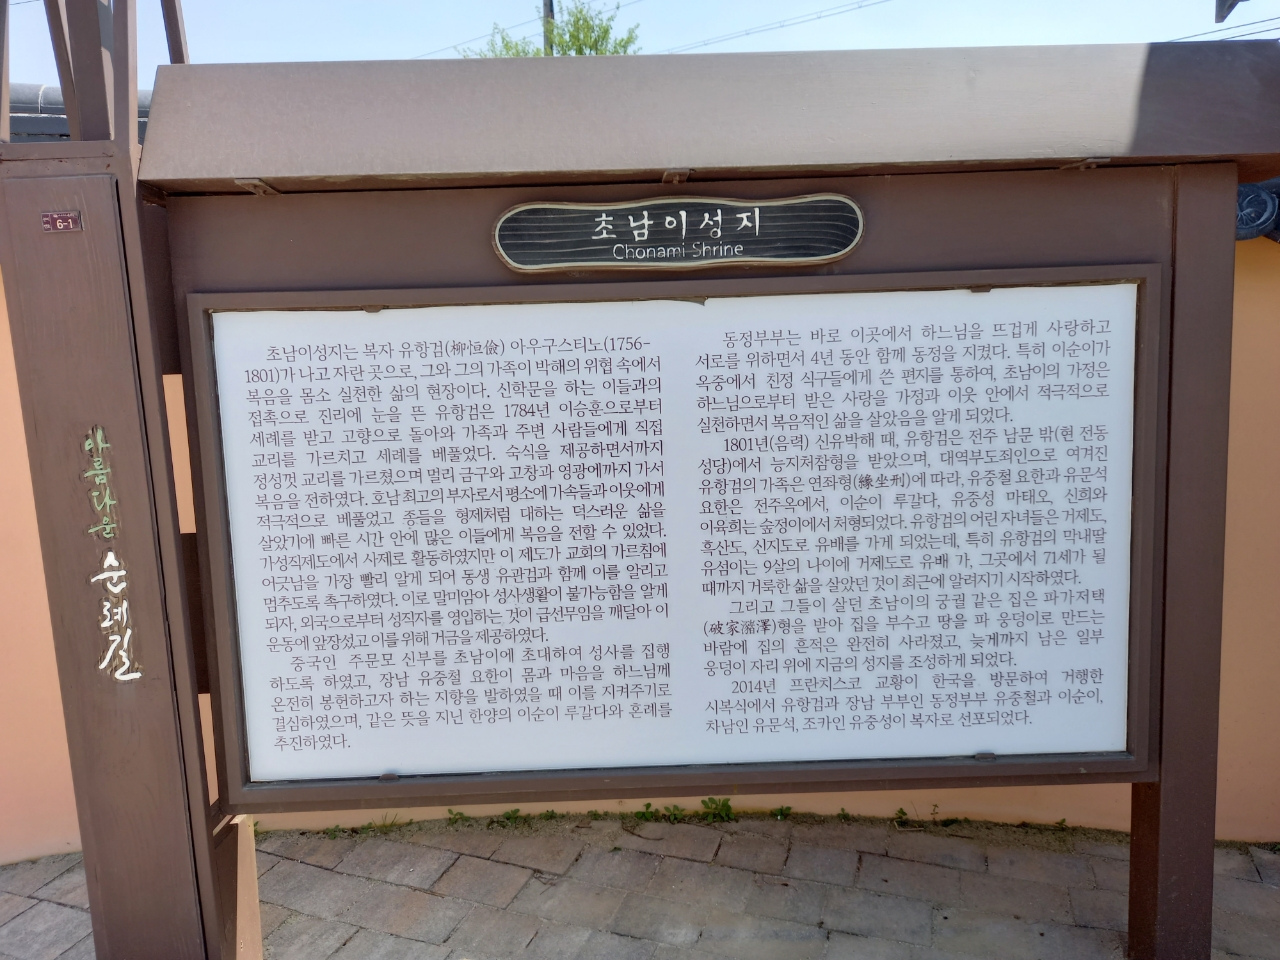 초남이성지
Chonami Shrine
6-1
아름다운 순례길
초남이성지는 복자 유항검(柳恒儉) 아우구스티노(1756-
1801)가 나고 자란 곳으로, 그와 그의 가족이 박해의 위협 속에서
복음을 몸소 실천한 삶의 현장이다. 신학문을 하는 이들과의
접촉으로 진리에 눈을 뜬 유항검은 1784년 이승훈으로부터
세례를 받고 고향으로 돌아와 가족과 주변 사람들에게 직접
교리를 가르치고 세례를 베풀었다. 숙식을 제공하면서까지
정성껏 교리를 가르쳤으며 멀리 금구와 고창과 영광에까지 가서
복음을 전하였다. 호남 최고의 부자로서 평소에 가속들과 이웃에게
적극적으로 베풀었고 종들을 형제처럼 대하는 덕스러운 삶을
살았기에 빠른 시간 안에 많은 이들에게 복음을 전할 수 있었다.
가성직제도에서 사제로 활동하였지만 이 제도가 교회의 가르침에
어긋남을 가장 빨리 알게 되어 동생 유관검과 함께 이를 알리고
멈추도록 촉구하였다. 이로 말미암아 성사생활이 불가능함을 알게
되자, 외국으로부터 성직자를 영입하는 것이 급선무임을 깨달아 이
운동에 앞장섰고 이를 위해 거금을 제공하였다.
중국인 주문모 신부를 초남이에 초대하여 성사를 집행
하도록 하였고, 장남 유중철 요한이 몸과 마음을 하느님께
온전히 봉헌하고자 하는 지향을 발하였을 때 이를 지켜주기로
결심하였으며, 같은 뜻을 지닌 한양의 이순이 루갈다와 혼례를
추진하였다.
동정부부는 바로 이곳에서 하느님을 뜨겁게 사랑하고
서로를 위하면서 4년 동안 함께 동정을 지켰다. 특히 이순이가
옥중에서 친정 식구들에게 쓴 편지를 통하여, 초남이의 가정은
하느님으로부터 받은 사랑을 가정과 이웃 안에서 적극적으로
실천하면서 복음적인 삶을 살았음을 알게 되었다.
1801년(음력) 신유박해 때, 유항검은 전주 남문 밖(현 전동
성당)에서 능지처참형을 받았으며, 대역부도죄인으로 여겨진
유항검의 가족은 연좌형(緣坐刑)에 따라, 유중철 요한과 유문석
요한은 전주옥에서, 이순이 루갈다, 유중성 마태오, 신희와
이육희는 숲정이에서 처형되었다. 유항검의 어린 자녀들은 거제도,
흑산도, 신지도로 유배를 가게 되었는데, 특히 유항검의 막내딸
유섬이는 9살의 나이에 거제도로 유배 가, 그곳에서 71세가 될
때까지 거룩한 삶을 살았던 것이 최근에 알려지기 시작하였다.
그리고 그들이 살던 초남이의 궁궐 같은 집은 파가저택
(破家瀦澤)형을 받아 집을 부수고 땅을 파 웅덩이로 만드는
바람에 집의 흔적은 완전히 사라졌고, 늦게까지 남은 일부
웅덩이 자리 위에 지금의 성지를 조성하게 되었다.
2014년 프란치스코 교황이 한국을 방문하여 거행한
시복식에서 유항검과 장남 부부인 동정부부 유중철과 이순이,
차남인 유문석, 조카인 유중성이 복자로 선포되었다.